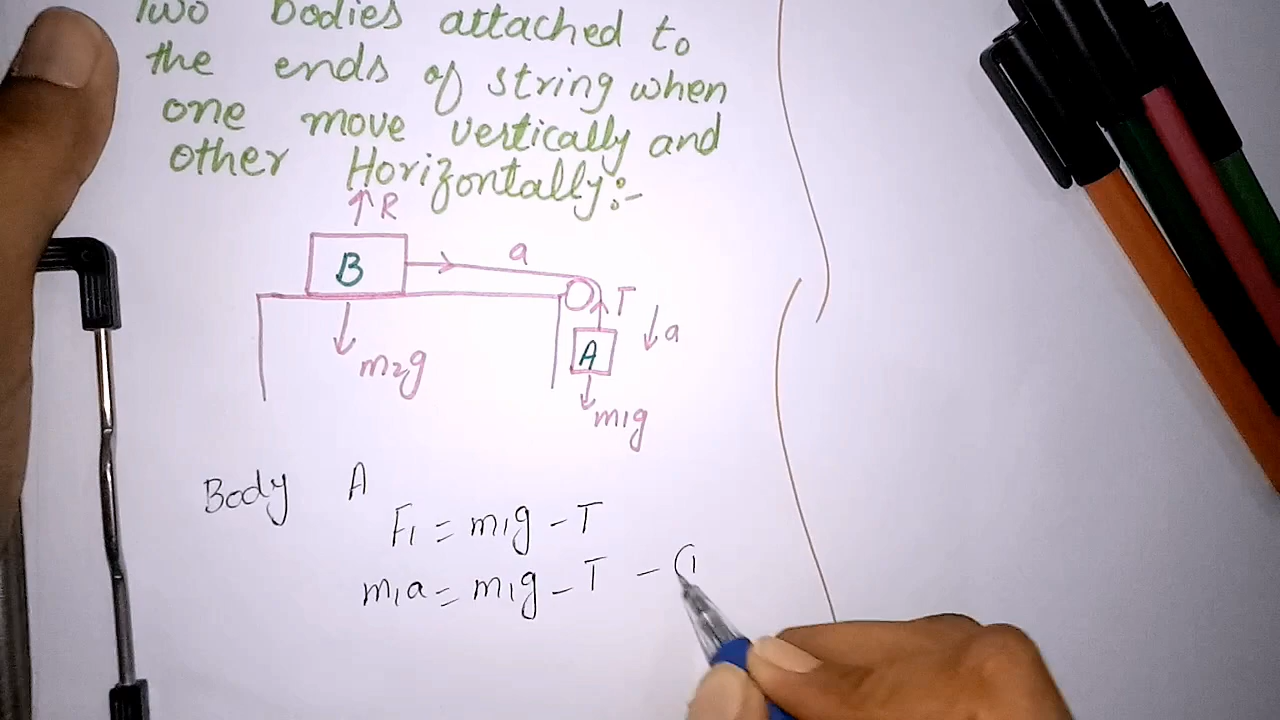 Two bodies attached to
the ends of string when
one move vertically and
other Horizontally:-
↑R
B
a
T
↓a
A
m2g
m1g
Body A
F1 = m1g - T
m1a = m1g - T - (1